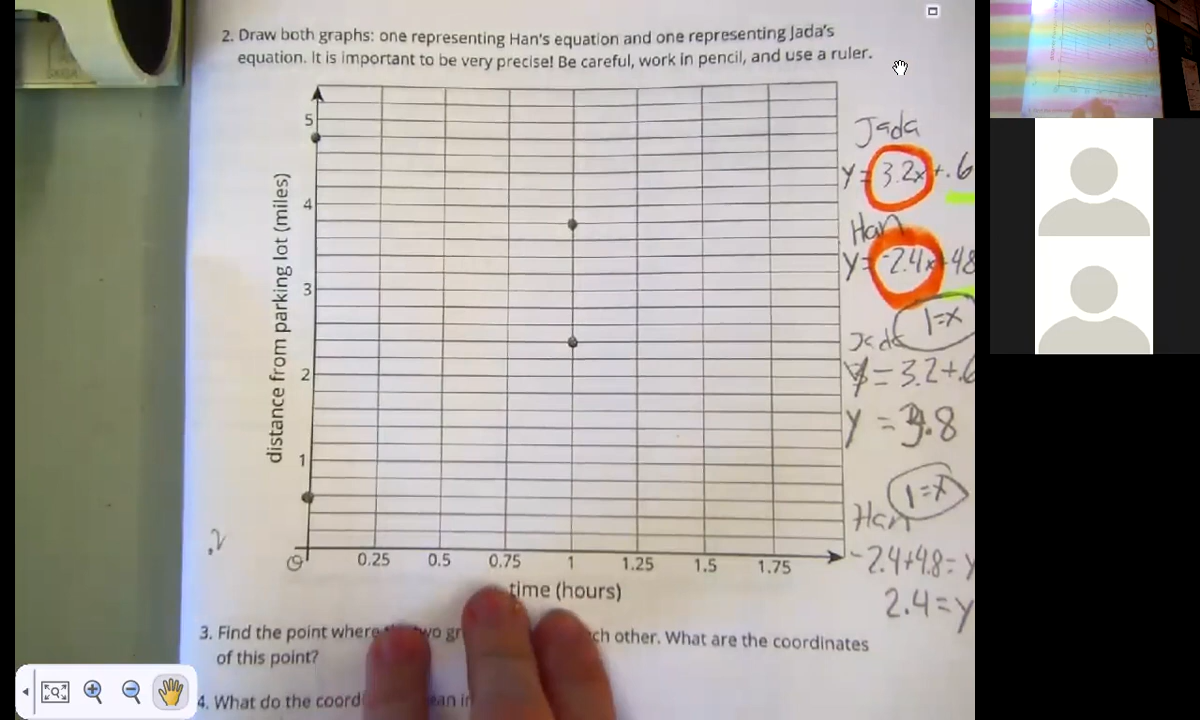 2. Draw both graphs: one representing Han's equation and one representing Jada's
equation. It is important to be very precise! Be careful, work in pencil, and use a ruler.
Jada
y = 3.2x + .6
Han
y = -2.4x + 48
1=x
Jada
y = 3.2 + .6
y = 3.8
1=x
Han
-2.4+4.8 = y
2.4 = y
distance from parking lot (miles)
5
4
3
2
1
.2
0.25 0.5 0.75 1 1.25 1.5 1.75
time (hours)
3. Find the point where two ch other. What are the coordinates
of this point?
4. What do the coord